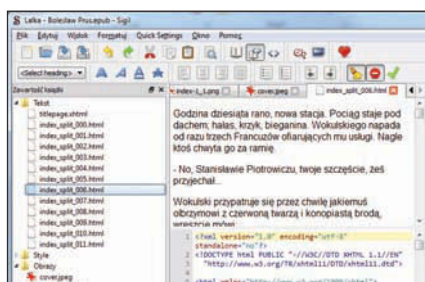 Lalka - Bolesław Prus.epub - Sigil
Plik Edytuj Widok Formatuj Quick Settings Okno Pomoc
<Select heading>
Zawartość książki
index-1_1.png cover.jpeg index_split_006.html
Tekst
titlepage.xhtml
index_split_000.html
index_split_001.html
index_split_002.html
index_split_003.html
index_split_004.html
index_split_005.html
index_split_006.html
index_split_007.html
index_split_008.html
index_split_009.html
index_split_010.html
index_split_011.html
Style
Obrazy
cover.jpeg
Godzina dziesiąta rano, nowa stacja. Pociąg staje pod
dachem; hałas, krzyk, bieganina. Wokulskiego napada
od razu trzech Francuzów ofiarujących mu usługi. Nagle
ktoś chwyta go za ramię.
- No, Stanisławie Piotrowiczu, twoje szczęście, żeś
przyjechał...
Wokulski przypatruje się przez chwilę jakiemuś
olbrzymowi z czerwoną twarzą i konopiastą brodą,
wreszcie mówi:
1 <?xml version="1.0" encoding="utf-8"
standalone="no"?>
2 <!DOCTYPE html PUBLIC "-//W3C//DTD XHTML 1.1//EN"
3 "http://www.w3.org/TR/xhtml11/DTD/xhtml11.dtd">
4